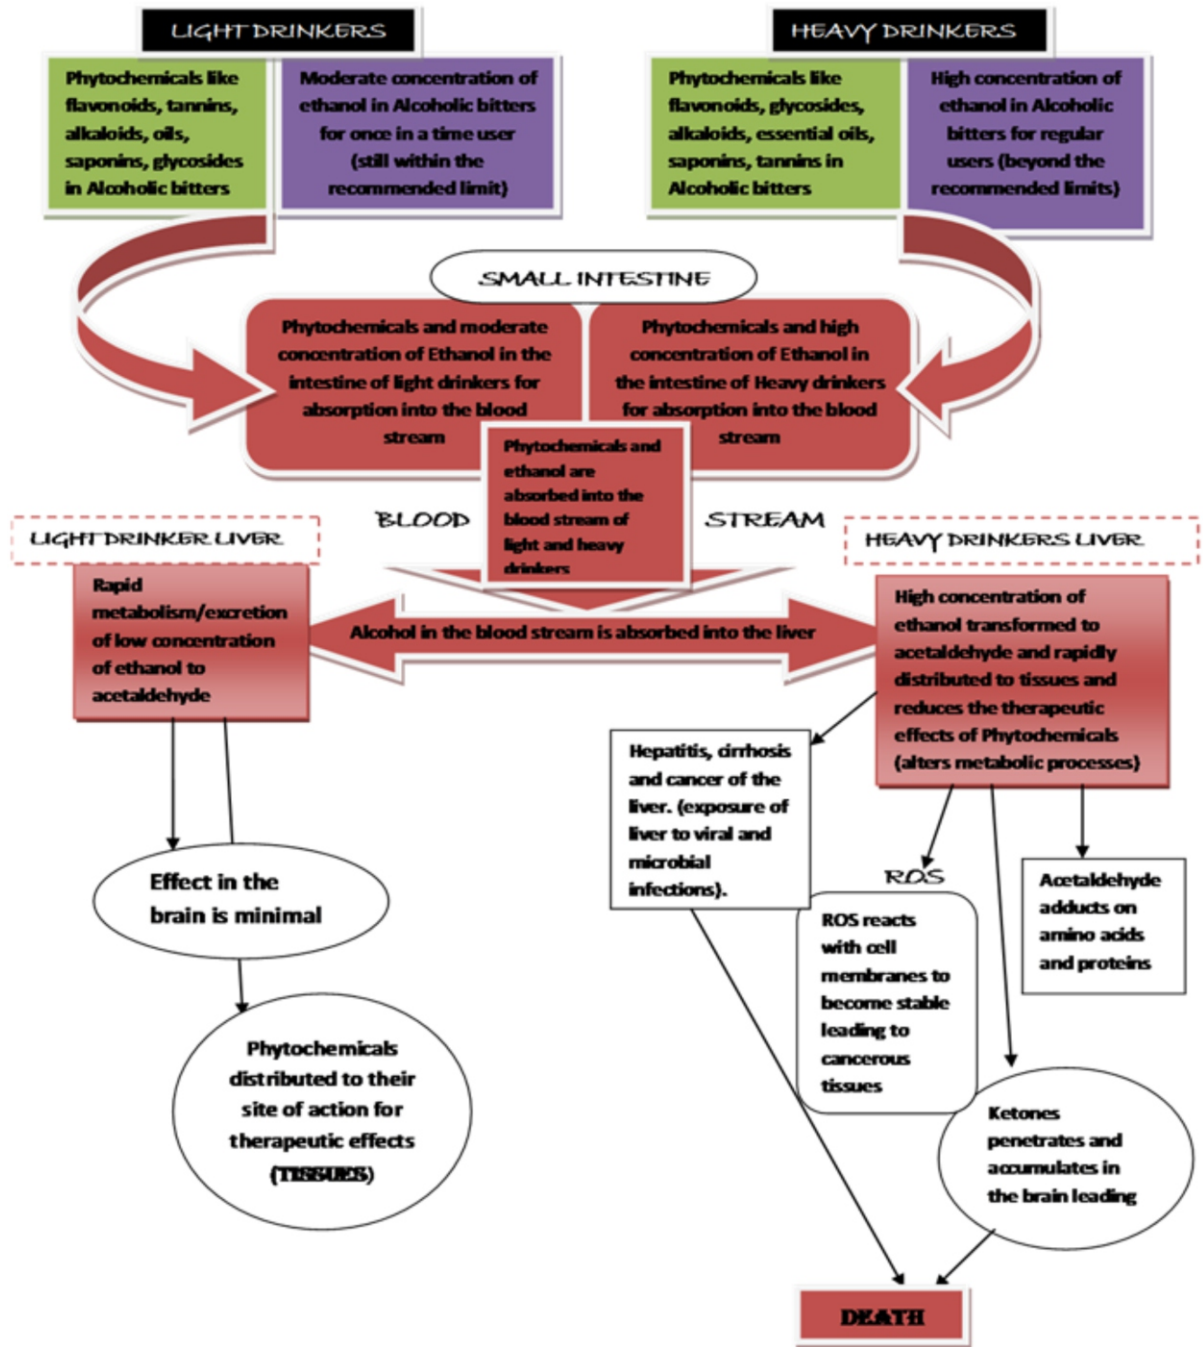 LIGHT DRINKERS
Phytochemicals like
flavonoids, tannins,
alkaloids, oils,
saponins, glycosides
in Alcoholic bitters
Moderate concentration of
ethanol in Alcoholic bitters
for once in a time user
(still within the
recommended limit)
HEAVY DRINKERS
Phytochemicals like
flavonoids, glycosides,
alkaloids, essential oils,
saponins, tannins in
Alcoholic bitters
High concentration of
ethanol in Alcoholic
bitters for regular
users (beyond the
recommended limits)
SMALL INTESTINE
Phytochemicals and moderate
concentration of Ethanol in the
intestine of light drinkers for
absorption into the blood
stream
Phytochemicals and high
concentration of Ethanol in
the intestine of Heavy drinkers
for absorption into the blood
stream
Phytochemicals and
ethanol are
absorbed into the
blood stream of
light and heavy
drinkers
BLOOD STREAM
LIGHT DRINKER LIVER
Rapid
metabolism/excretion
of low concentration
of ethanol to
acetaldehyde
Alcohol in the blood stream is absorbed into the liver
HEAVY DRINKERS LIVER
High concentration of
ethanol transformed to
acetaldehyde and rapidly
distributed to tissues and
reduces the therapeutic
effects of Phytochemicals
(alters metabolic processes)
Effect in the
brain is minimal
Phytochemicals
distributed to their
site of action for
therapeutic effects
(TISSUES)
Hepatitis, cirrhosis
and cancer of the
liver. (exposure of
liver to viral and
microbial
infections).
ROS
ROS reacts
with cell
membranes to
become stable
leading to
cancerous
tissues
Acetaldehyde
adducts on
amino acids
and proteins
Ketones
penetrates and
accumulates in
the brain leading
DEATH